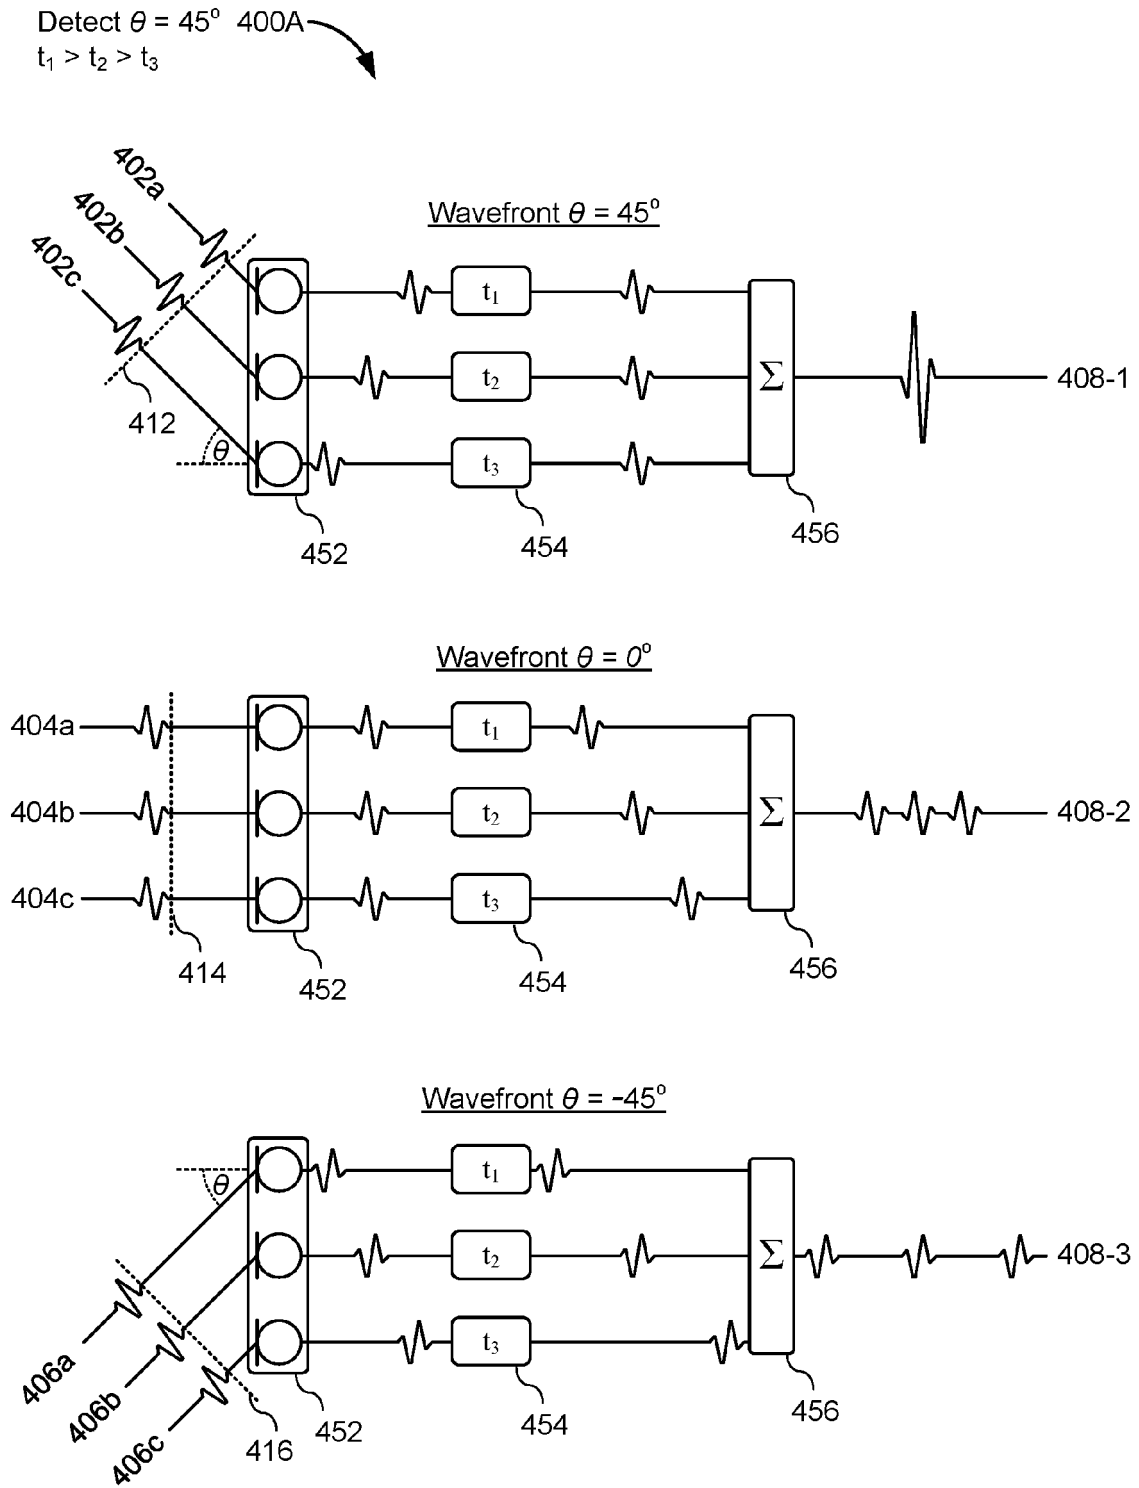 Detect θ = 45° 400A
t1 > t2 > t3
402a
402b
402c
Wavefront θ = 45°
t1
t2
Σ
408-1
412
θ
t3
452
454
456
Wavefront θ = 0°
404a
t1
404b
t2
Σ
408-2
404c
t3
414
452
454
456
Wavefront θ = -45°
θ
t1
t2
Σ
408-3
t3
406a
406b
406c
416
452
454
456